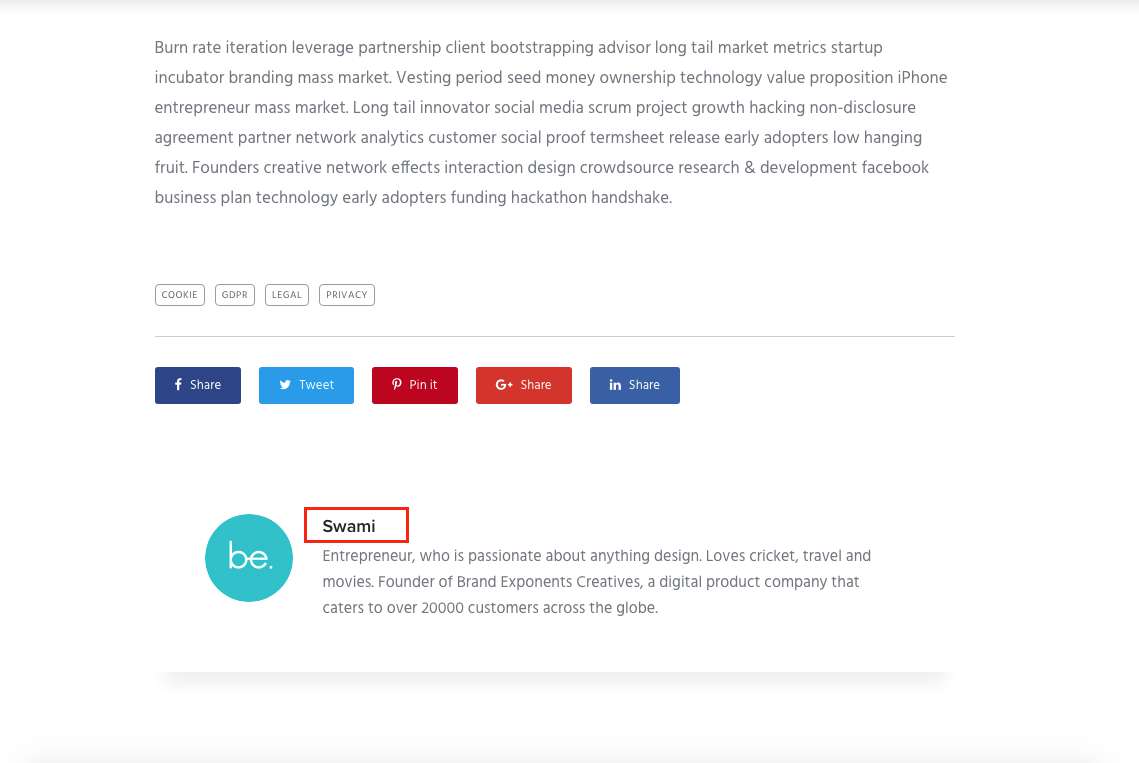 Burn rate iteration leverage partnership client bootstrapping advisor long tail market metrics startup
incubator branding mass market. Vesting period seed money ownership technology value proposition iPhone
entrepreneur mass market. Long tail innovator social media scrum project growth hacking non-disclosure
agreement partner network analytics customer social proof termsheet release early adopters low hanging
fruit. Founders creative network effects interaction design crowdsource research & development facebook
business plan technology early adopters funding hackathon handshake.
COOKIE GDPR LEGAL PRIVACY
Share Tweet Pin it G+ Share in Share
Swami
be.
Entrepreneur, who is passionate about anything design. Loves cricket, travel and
movies. Founder of Brand Exponents Creatives, a digital product company that
caters to over 20000 customers across the globe.